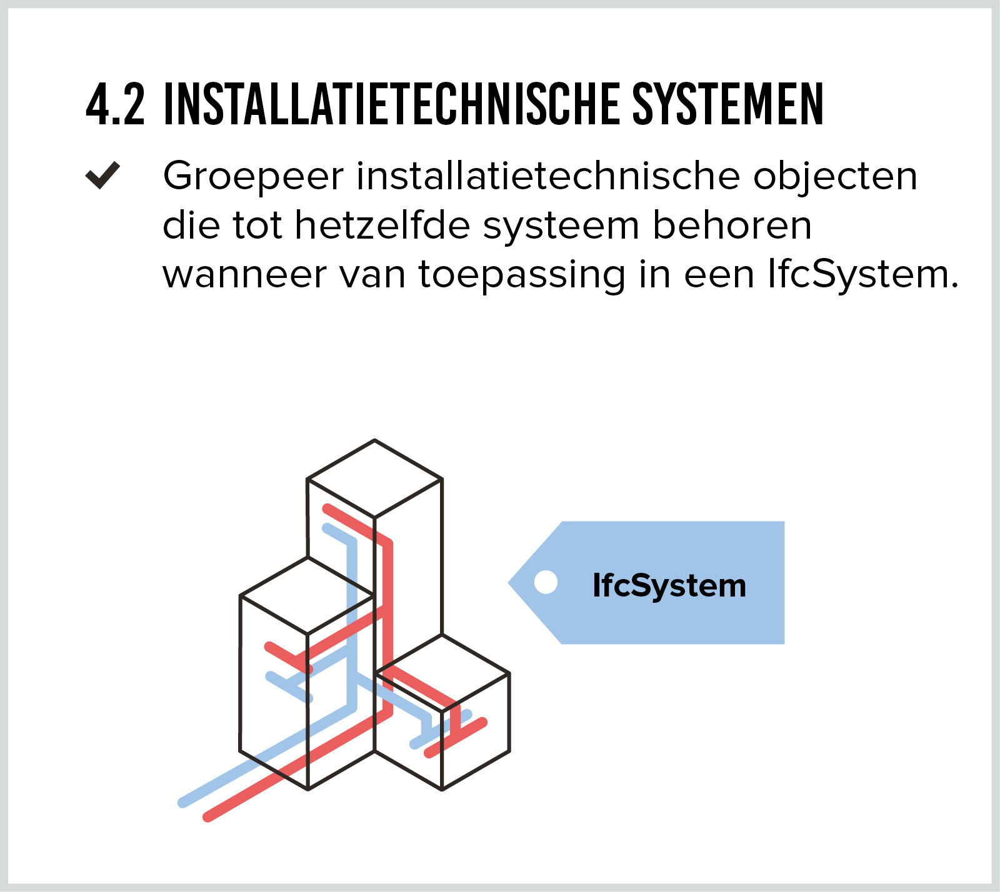 4.2 INSTALLATIETECHNISCHE SYSTEMEN
Groepeer installatietechnische objecten
die tot hetzelfde systeem behoren
wanneer van toepassing in een IfcSystem.
IfcSystem